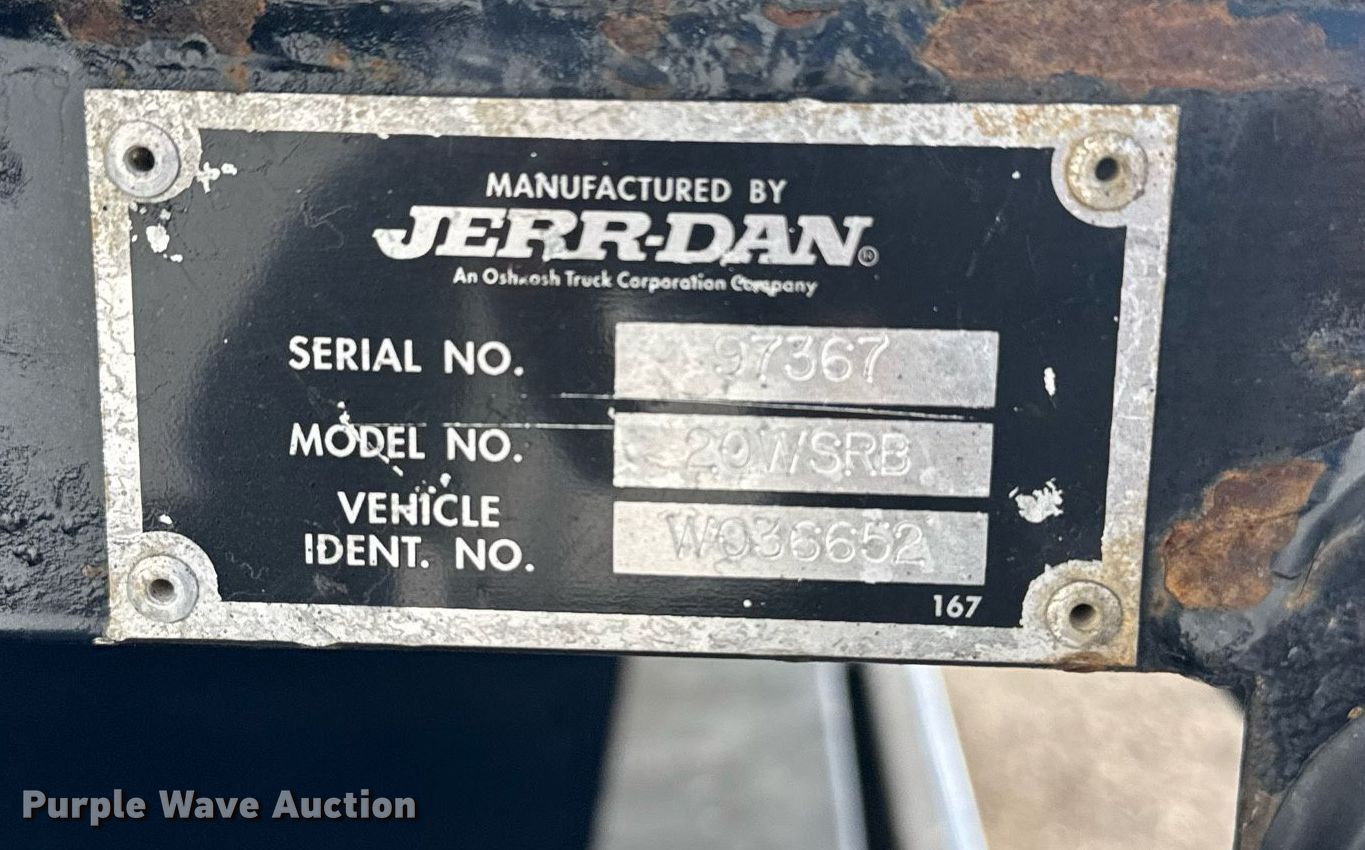 MANUFACTURED BY
JERR-DAN®
An Oshkosh Truck Corporation Company
SERIAL NO. 97367
MODEL NO. 20WSRB
VEHICLE
IDENT. NO. W036652
167
Purple Wave Auction